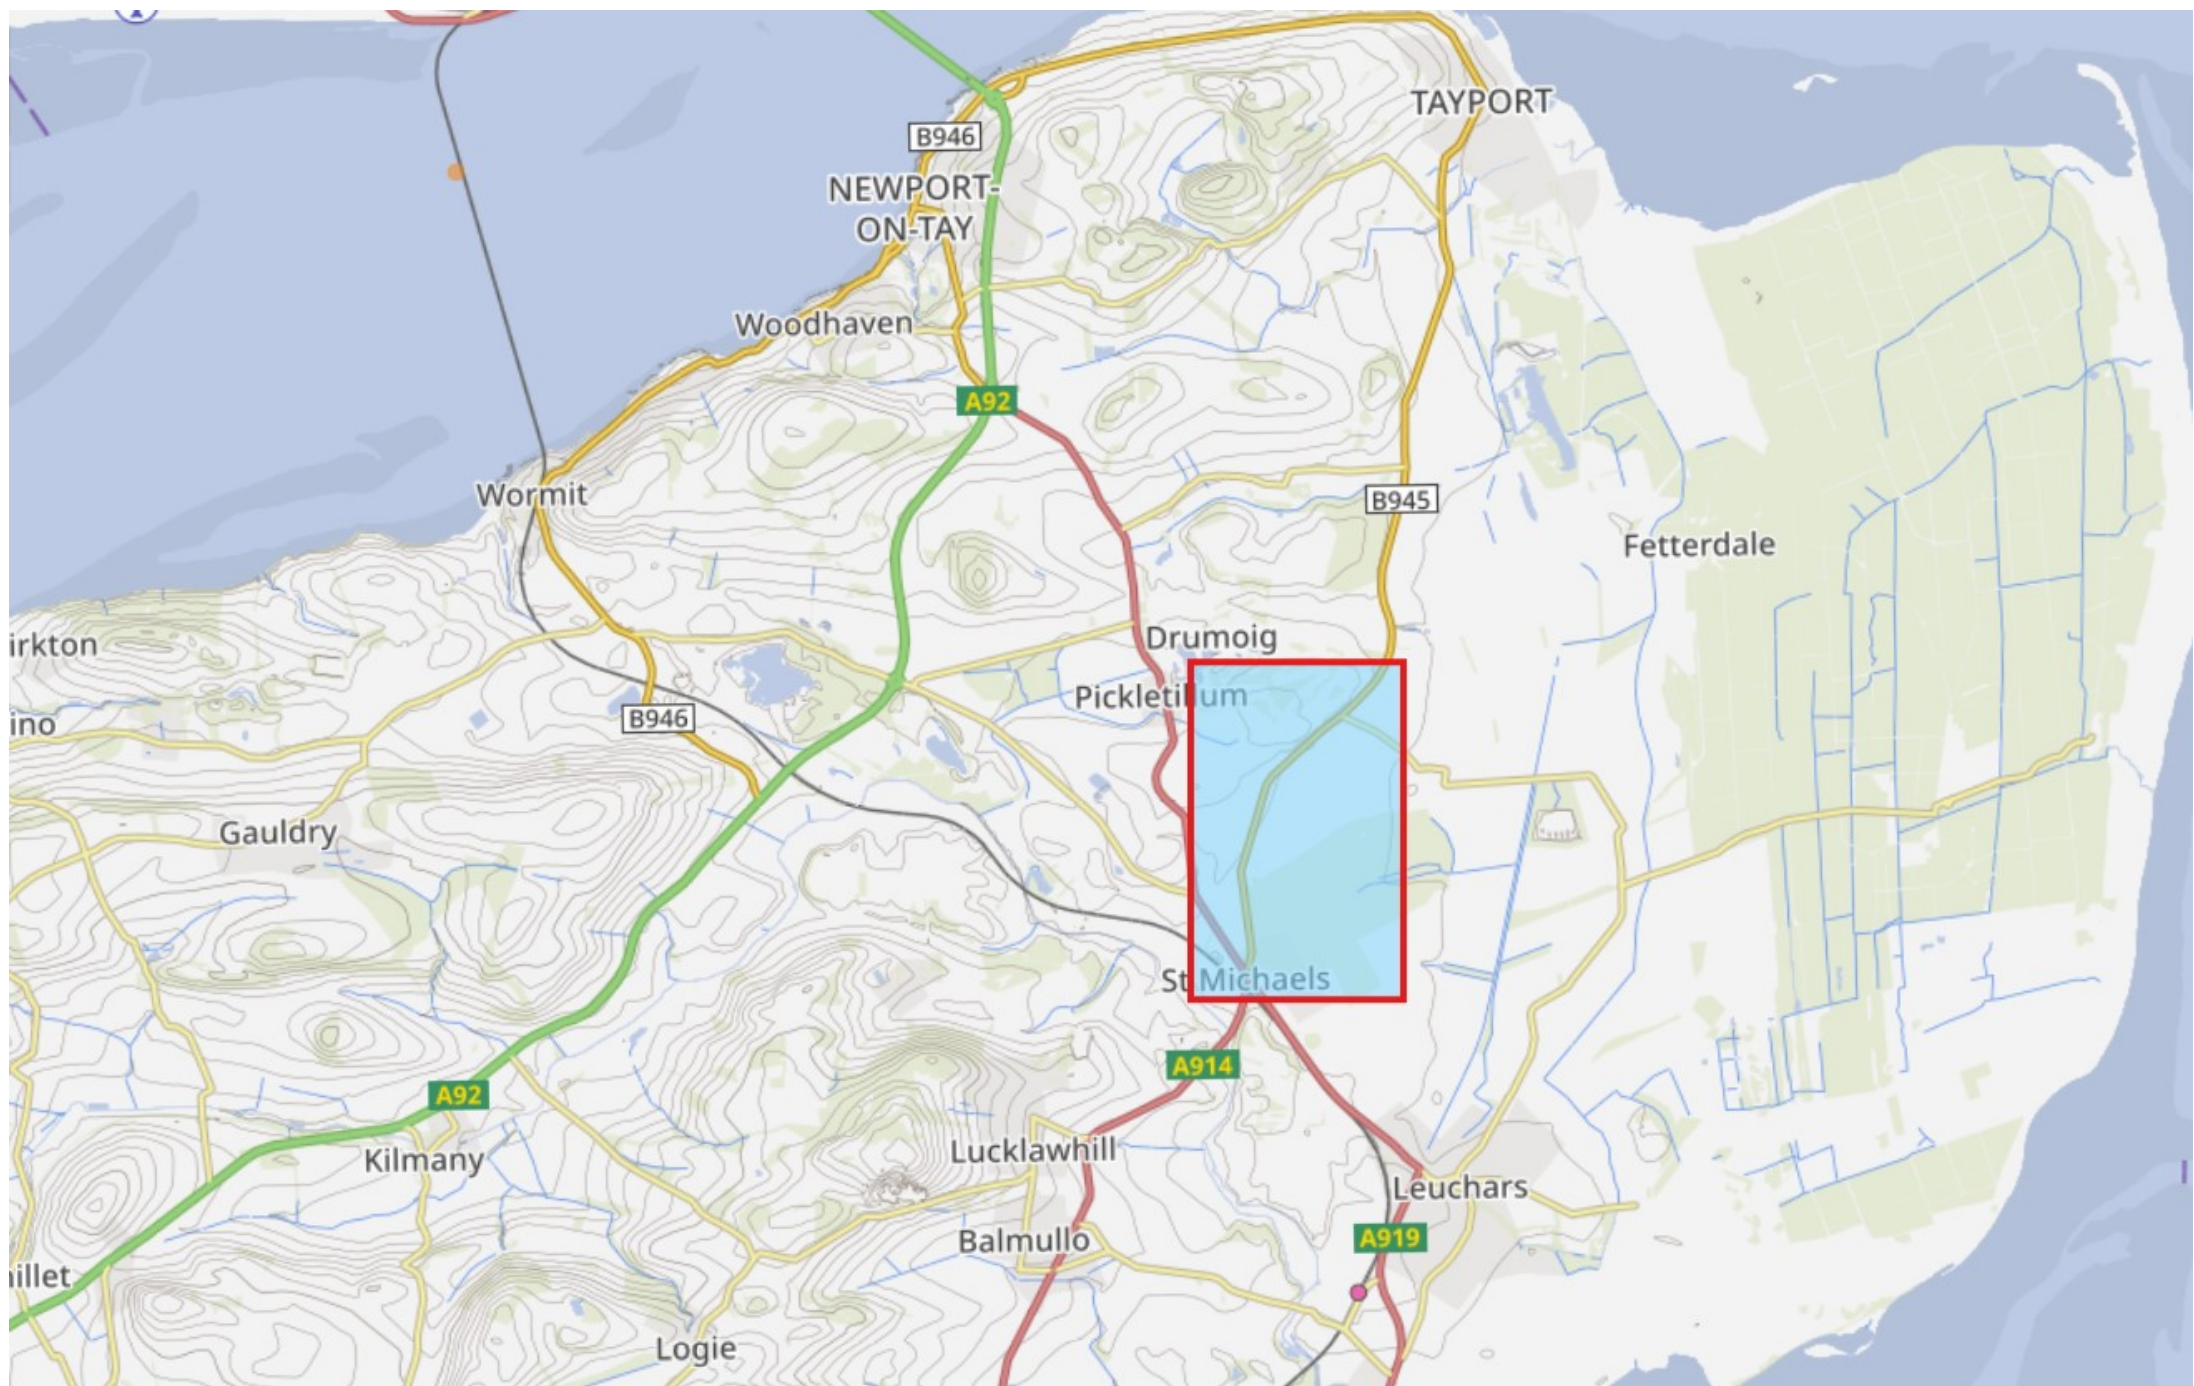 TAYPORT
B946
NEWPORT-
ON-TAY
Woodhaven
A92
Wormit
B945
Fetterdale
irkton
Drumoig
Pickletillum
B946
ino
Gauldry
St Michaels
A914
A92
Lucklawhill
Kilmany
Leuchars
Balmullo
A919
illet
Logie